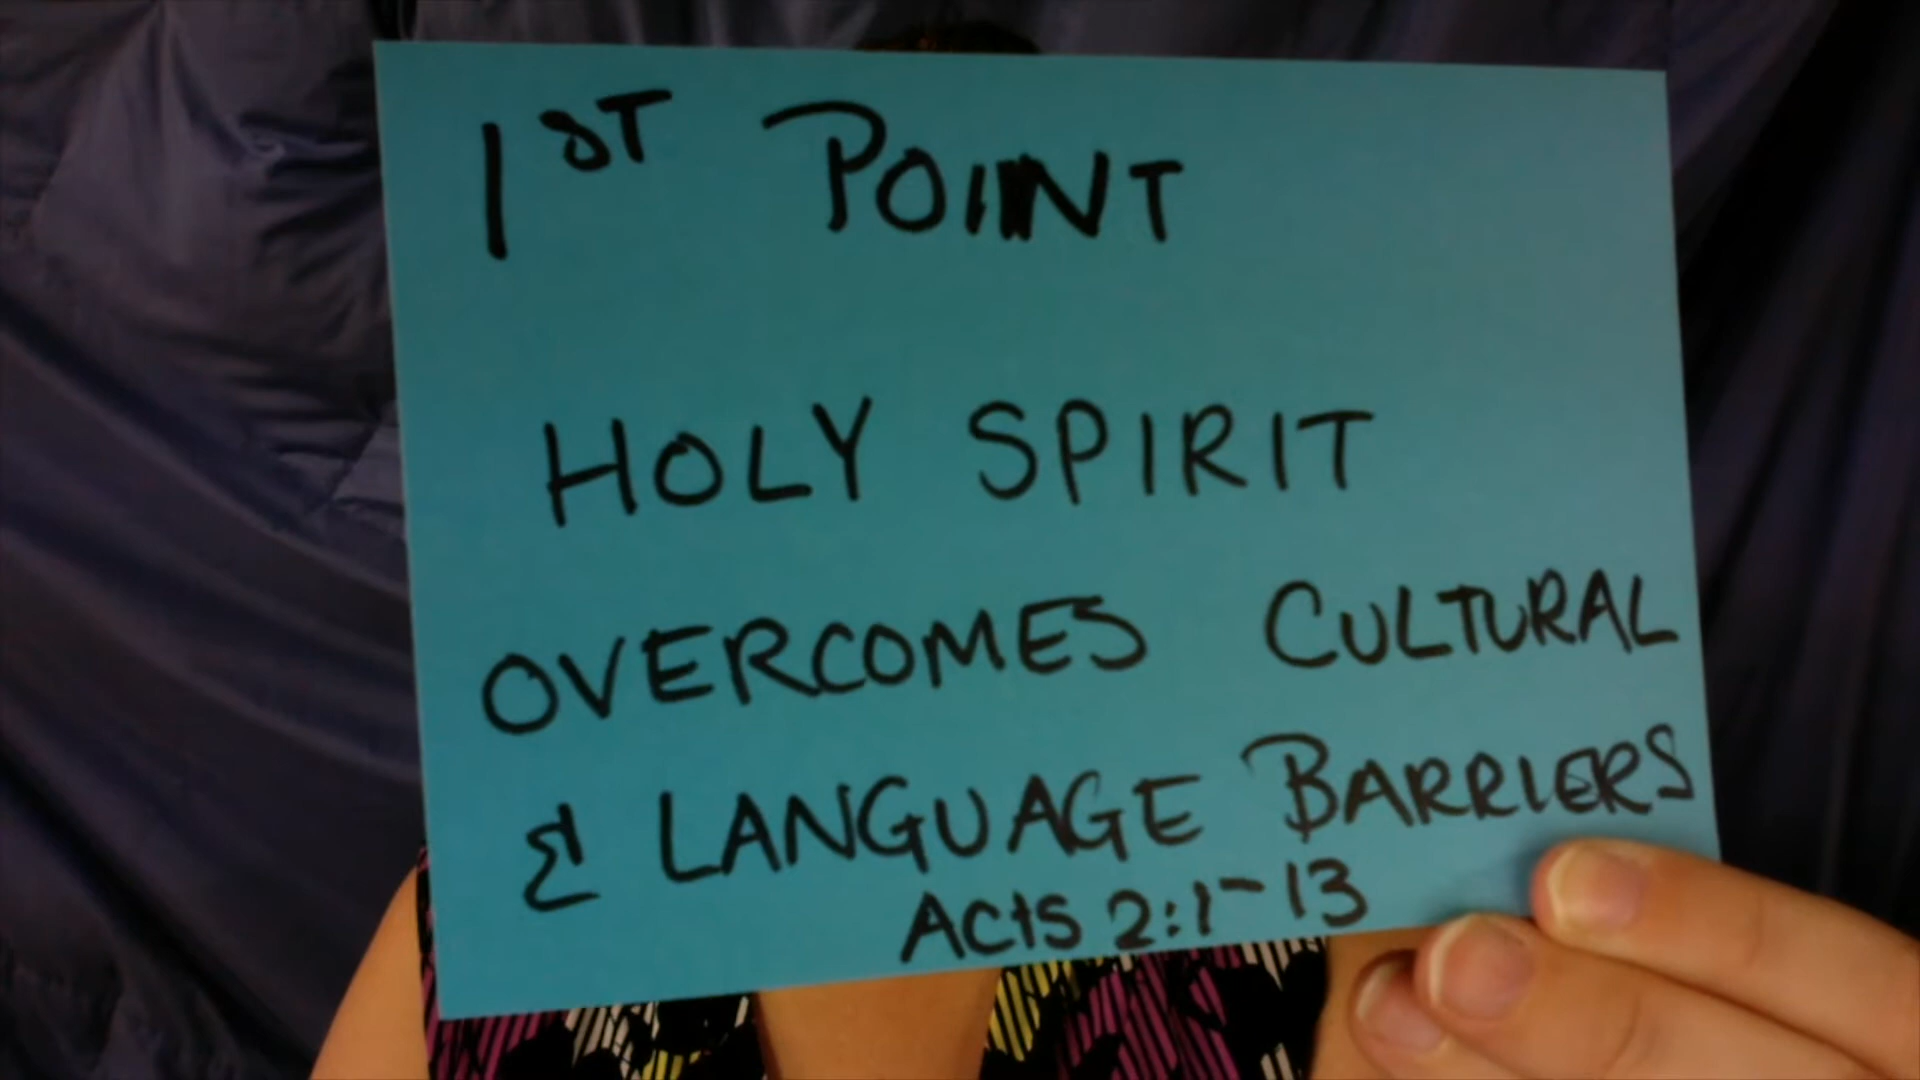 1ST POINT
HOLY SPIRIT
OVERCOMES CULTURAL
& LANGUAGE BARRIERS
Acts 2:1-13